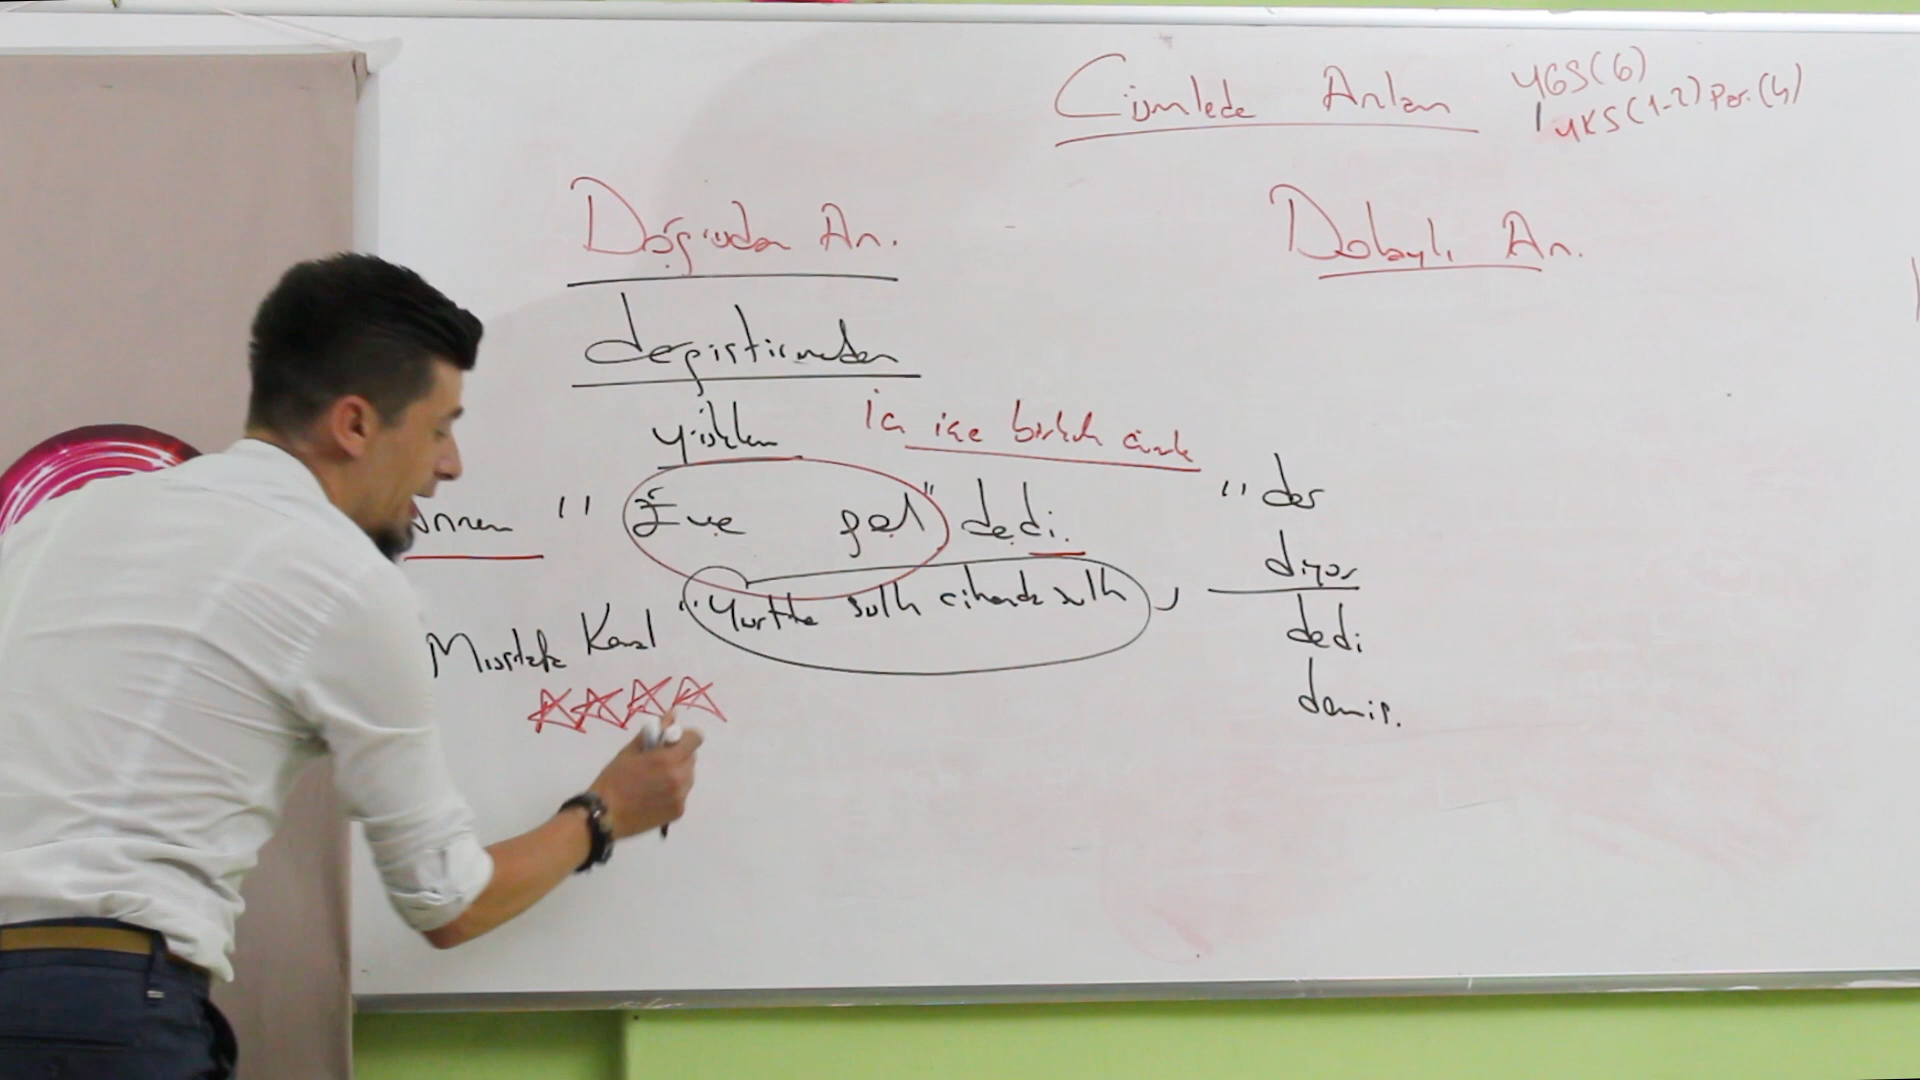 Cümlede Anlam YGS(6)
YKS(1-2) Par.(4)
Doğrudan An. Dolaylı An.
değiştirmeden
yüklem İç içe birleşik cümle
Annem "Eve gel" dedi. " der
diyor
Mustafa Kemal "Yurtta sulh cihanda sulh , dedi
demiş.